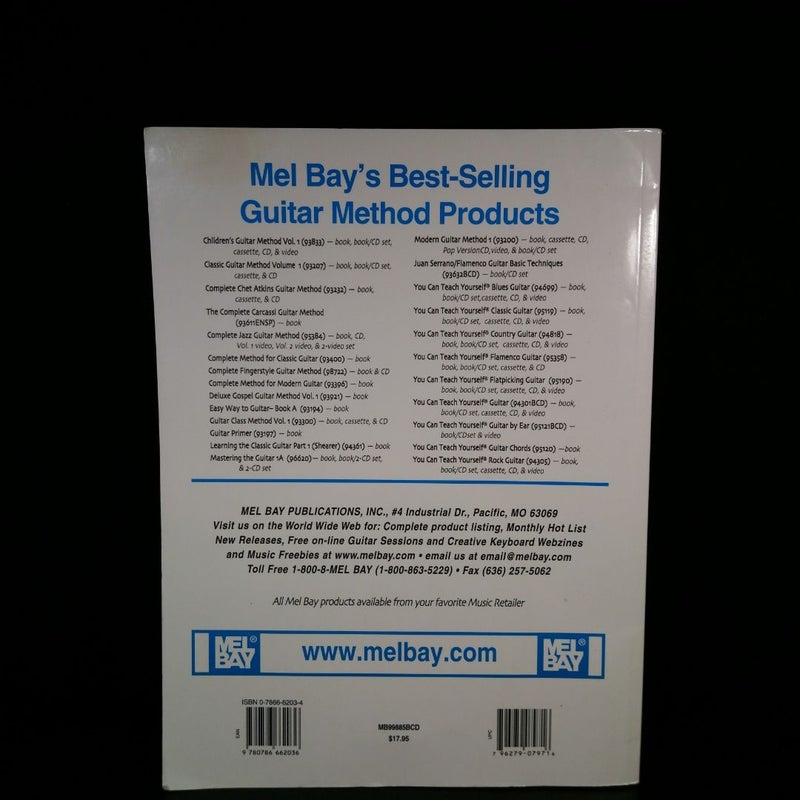 Mel Bay's Best-Selling
Guitar Method Products
Children's Guitar Method Vol. 1 (93833) — book, book/CD set,
cassette, CD, & video
Classic Guitar Method Volume 1 (93207) — book, book/CD set,
cassette, & CD
Complete Chet Atkins Guitar Method (93232) — book,
cassette, & CD
The Complete Carcassi Guitar Method
(93611ENSP) — book
Complete Jazz Guitar Method (95384) — book, CD,
Vol. 1 video, Vol. 2 video, & 2-video set
Complete Method for Classic Guitar (93400) — book
Complete Fingerstyle Guitar Method (98722) — book & CD
Complete Method for Modern Guitar (93396) — book
Deluxe Gospel Guitar Method Vol. 1 (93921) — book
Easy Way to Guitar– Book A (93194) — book
Guitar Class Method Vol. 1 (93300) — book, cassette, & CD
Guitar Primer (93197) — book
Learning the Classic Guitar Part 1 (Shearer) (94361) — book
Mastering the Guitar 1A (96620)— book, book/2-CD set,
& 2-CD set
Modern Guitar Method 1 (93200) — book, cassette, CD,
Pop VersionCD,video, & book/CD set
Juan Serrano/Flamenco Guitar Basic Techniques
(93632BCD) — book/CD set
You Can Teach Yourself® Blues Guitar (94699) — book,
book/CD set,cassette, CD, & video
You Can Teach Yourself® Classic Guitar (95119) — book,
book/CD set, cassette, CD, & video
You Can Teach Yourself® Country Guitar (94818) —
book, book/CD set, cassette, CD, & video
You Can Teach Yourself® Flamenco Guitar (95358) —
book, book/CD set, cassette, & CD
You Can Teach Yourself® Flatpicking Guitar (95190) —
book, book/CD set, cassette, CD, & video
You Can Teach Yourself® Guitar (94301BCD) — book,
book/CD set, cassette, CD, & video
You Can Teach Yourself® Guitar by Ear (95121BCD) —
book/CDset & video
You Can Teach Yourself® Guitar Chords (95120) —book
You Can Teach Yourself® Rock Guitar (94305) — book,
book/CD set, cassette, CD, & video
MEL BAY PUBLICATIONS, INC., #4 Industrial Dr., Pacific, MO 63069
Visit us on the World Wide Web for: Complete product listing, Monthly Hot List
New Releases, Free on-line Guitar Sessions and Creative Keyboard Webzines
and Music Freebies at www.melbay.com • email us at email@melbay.com
Toll Free 1-800-8-MEL BAY (1-800-863-5229) • Fax (636) 257-5062
All Mel Bay products available from your favorite Music Retailer
MEL BAY®
www.melbay.com
MEL BAY®
ISBN 0-7866-6203-4
EAN
9 780786 662036
MB99885BCD
$17.95
UPC
7 96279 07971 4